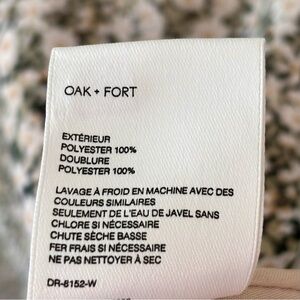 OAK + FORT
EXTÉRIEUR
POLYESTER 100%
DOUBLURE
POLYESTER 100%
LAVAGE À FROID EN MACHINE AVEC DES
COULEURS SIMILAIRES
SEULEMENT DE L'EAU DE JAVEL SANS
CHLORE SI NÉCESSAIRE
CHUTE SÈCHE BASSE
FER FRAIS SI NÉCESSAIRE
NE PAS NETTOYER À SEC
DR-8152-W